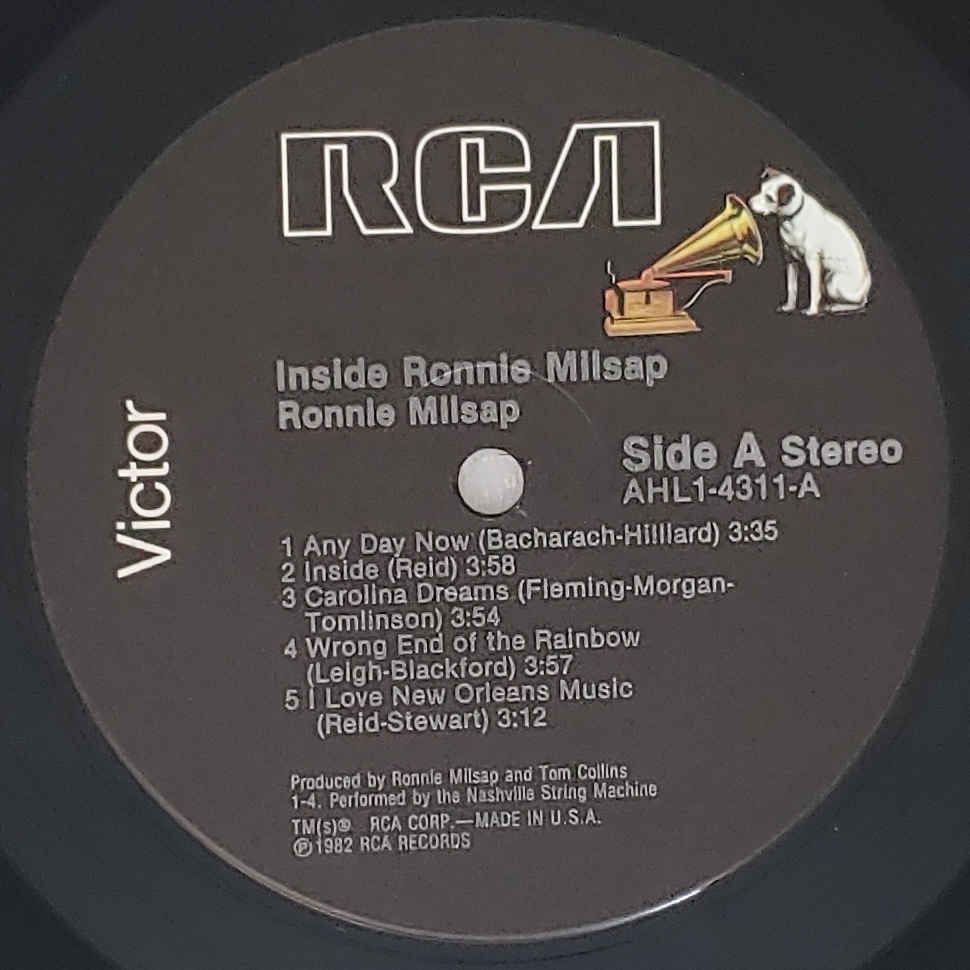 RCA
Inside Ronnie Milsap
Ronnie Milsap
Victor
Side A Stereo
AHL1-4311-A
1 Any Day Now (Bacharach-Hilliard) 3:35
2 Inside (Reid) 3:58
3 Carolina Dreams (Fleming-Morgan-
Tomlinson) 3:54
4 Wrong End of the Rainbow
(Leigh-Blackford) 3:57
5 I Love New Orleans Music
(Reid-Stewart) 3:12
Produced by Ronnie Milsap and Tom Collins
1-4. Performed by the Nashville String Machine
TM(s)® RCA CORP.—MADE IN U.S.A.
℗1982 RCA RECORDS